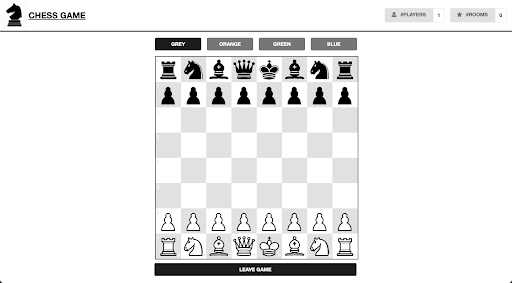 CHESS GAME
#PLAYERS 1
#ROOMS 0
GREY ORANGE GREEN BLUE
LEAVE GAME